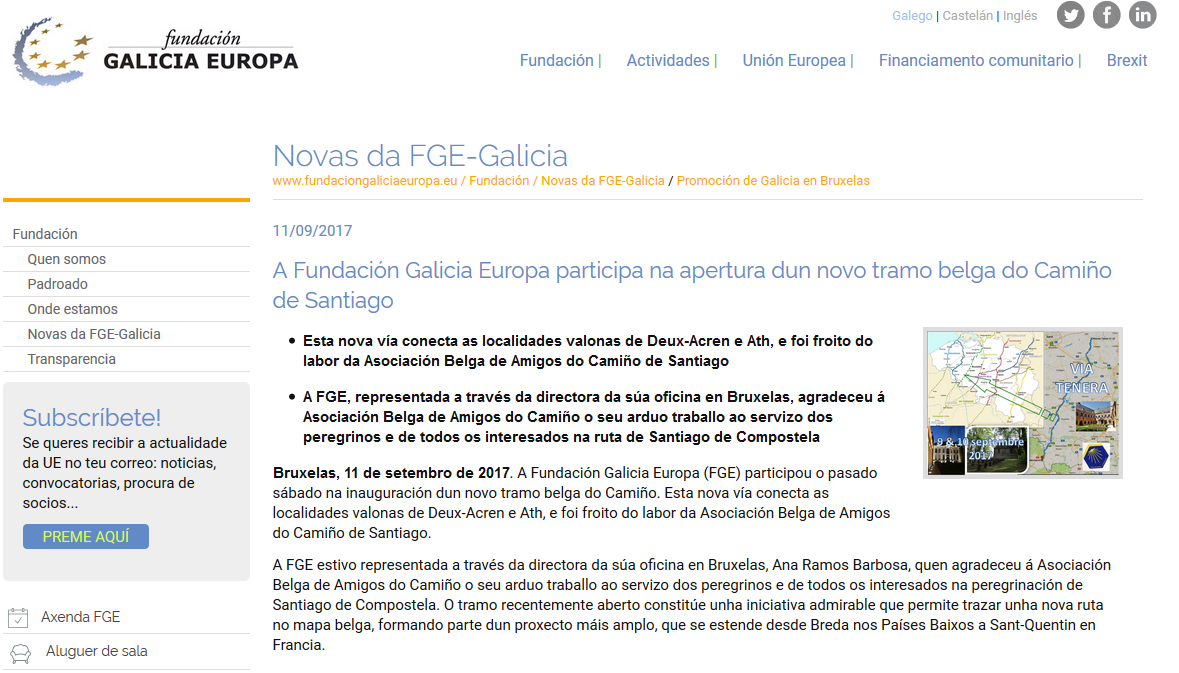 Galego | Castelán | Inglés
fundación
GALICIA EUROPA
Fundación | Actividades | Unión Europea | Financiamento comunitario | Brexit
Novas da FGE-Galicia
www.fundaciongaliciaeuropa.eu / Fundación / Novas da FGE-Galicia / Promoción de Galicia en Bruxelas
Fundación
Quen somos
Padroado
Onde estamos
Novas da FGE-Galicia
Transparencia
Subscríbete!
Se queres recibir a actualidade
da UE no teu correo: noticias,
convocatorias, procura de
socios...
PREME AQUÍ
Axenda FGE
Aluguer de sala
11/09/2017
A Fundación Galicia Europa participa na apertura dun novo tramo belga do Camiño
de Santiago
• Esta nova vía conecta as localidades valonas de Deux-Acren e Ath, e foi froito do
labor da Asociación Belga de Amigos do Camiño de Santiago
• A FGE, representada a través da directora da súa oficina en Bruxelas, agradeceu á
Asociación Belga de Amigos do Camiño o seu arduo traballo ao servizo dos
peregrinos e de todos os interesados na ruta de Santiago de Compostela
VIA
TENERA
9 & 10 septembre
2017
Bruxelas, 11 de setembro de 2017. A Fundación Galicia Europa (FGE) participou o pasado
sábado na inauguración dun novo tramo belga do Camiño. Esta nova vía conecta as
localidades valonas de Deux-Acren e Ath, e foi froito do labor da Asociación Belga de Amigos
do Camiño de Santiago.
A FGE estivo representada a través da directora da súa oficina en Bruxelas, Ana Ramos Barbosa, quen agradeceu á Asociación
Belga de Amigos do Camiño o seu arduo traballo ao servizo dos peregrinos e de todos os interesados na peregrinación de
Santiago de Compostela. O tramo recentemente aberto constitúe unha iniciativa admirable que permite trazar unha nova ruta
no mapa belga, formando parte dun proxecto máis amplo, que se estende desde Breda nos Países Baixos a Sant-Quentin en
Francia.